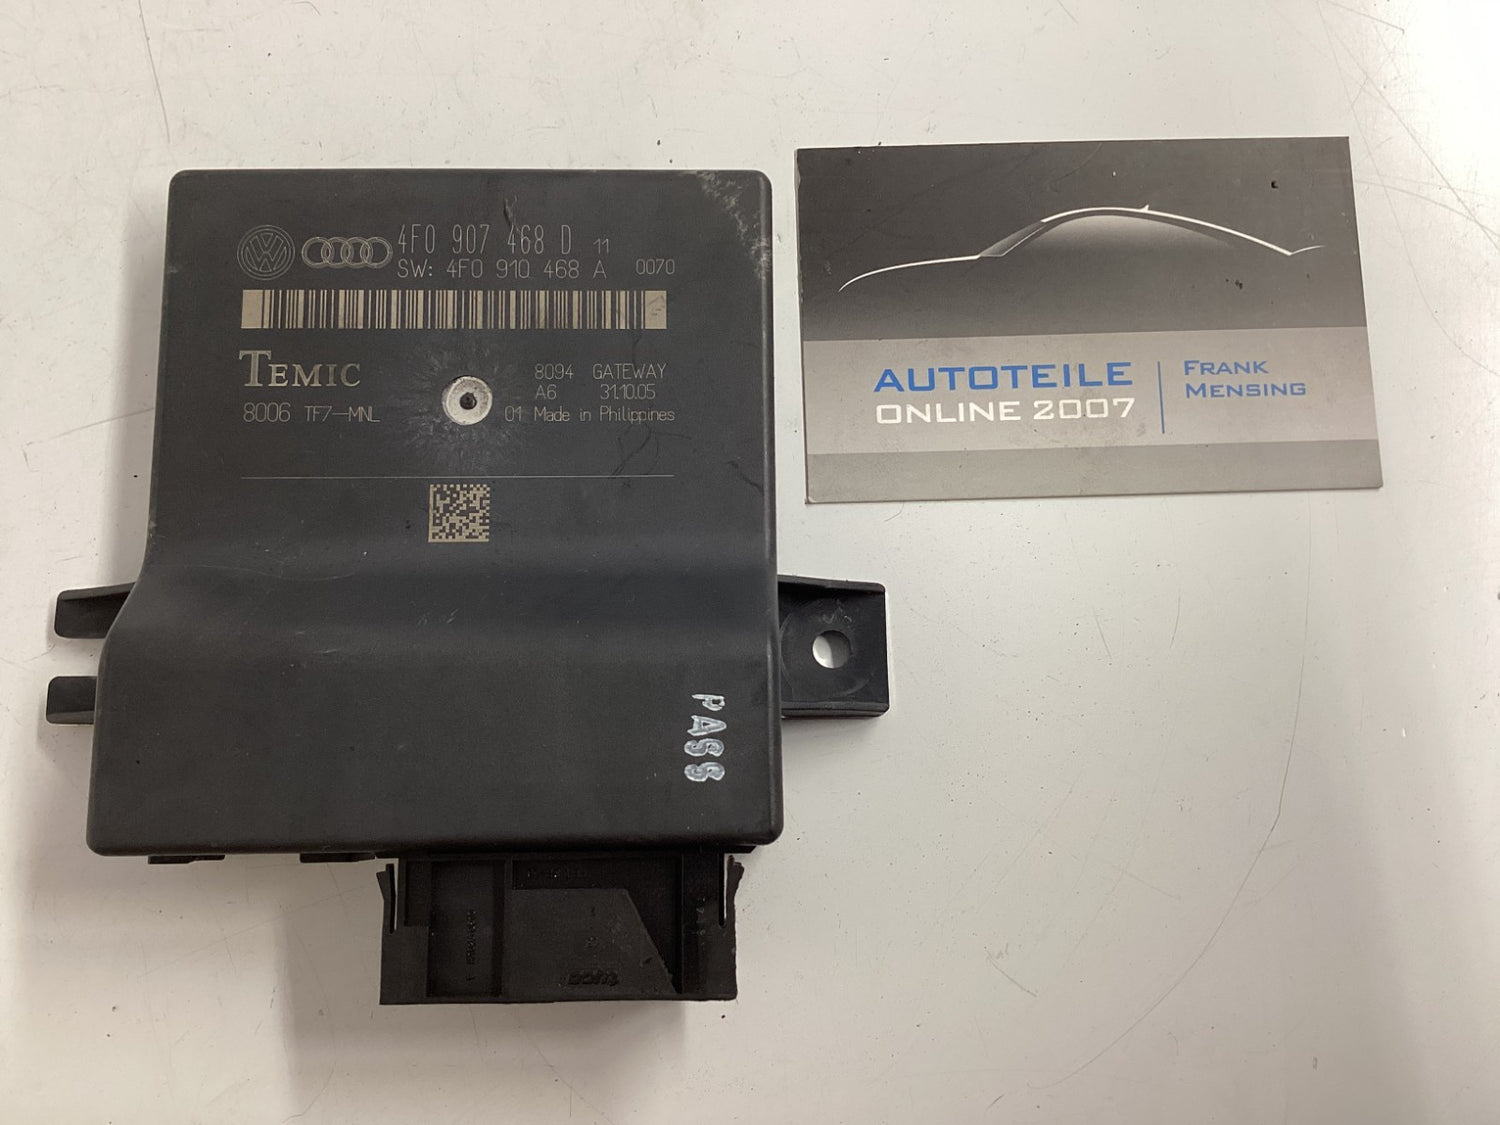 4F0 907 468 D 11
SW: 4F0 910 468 A 0070
TEMIC
8094 GATEWAY
A6 31.10.05
8006 TF7-MNL 01 Made in Philippines
PASS
AUTOTEILE
ONLINE 2007
FRANK
MENSING